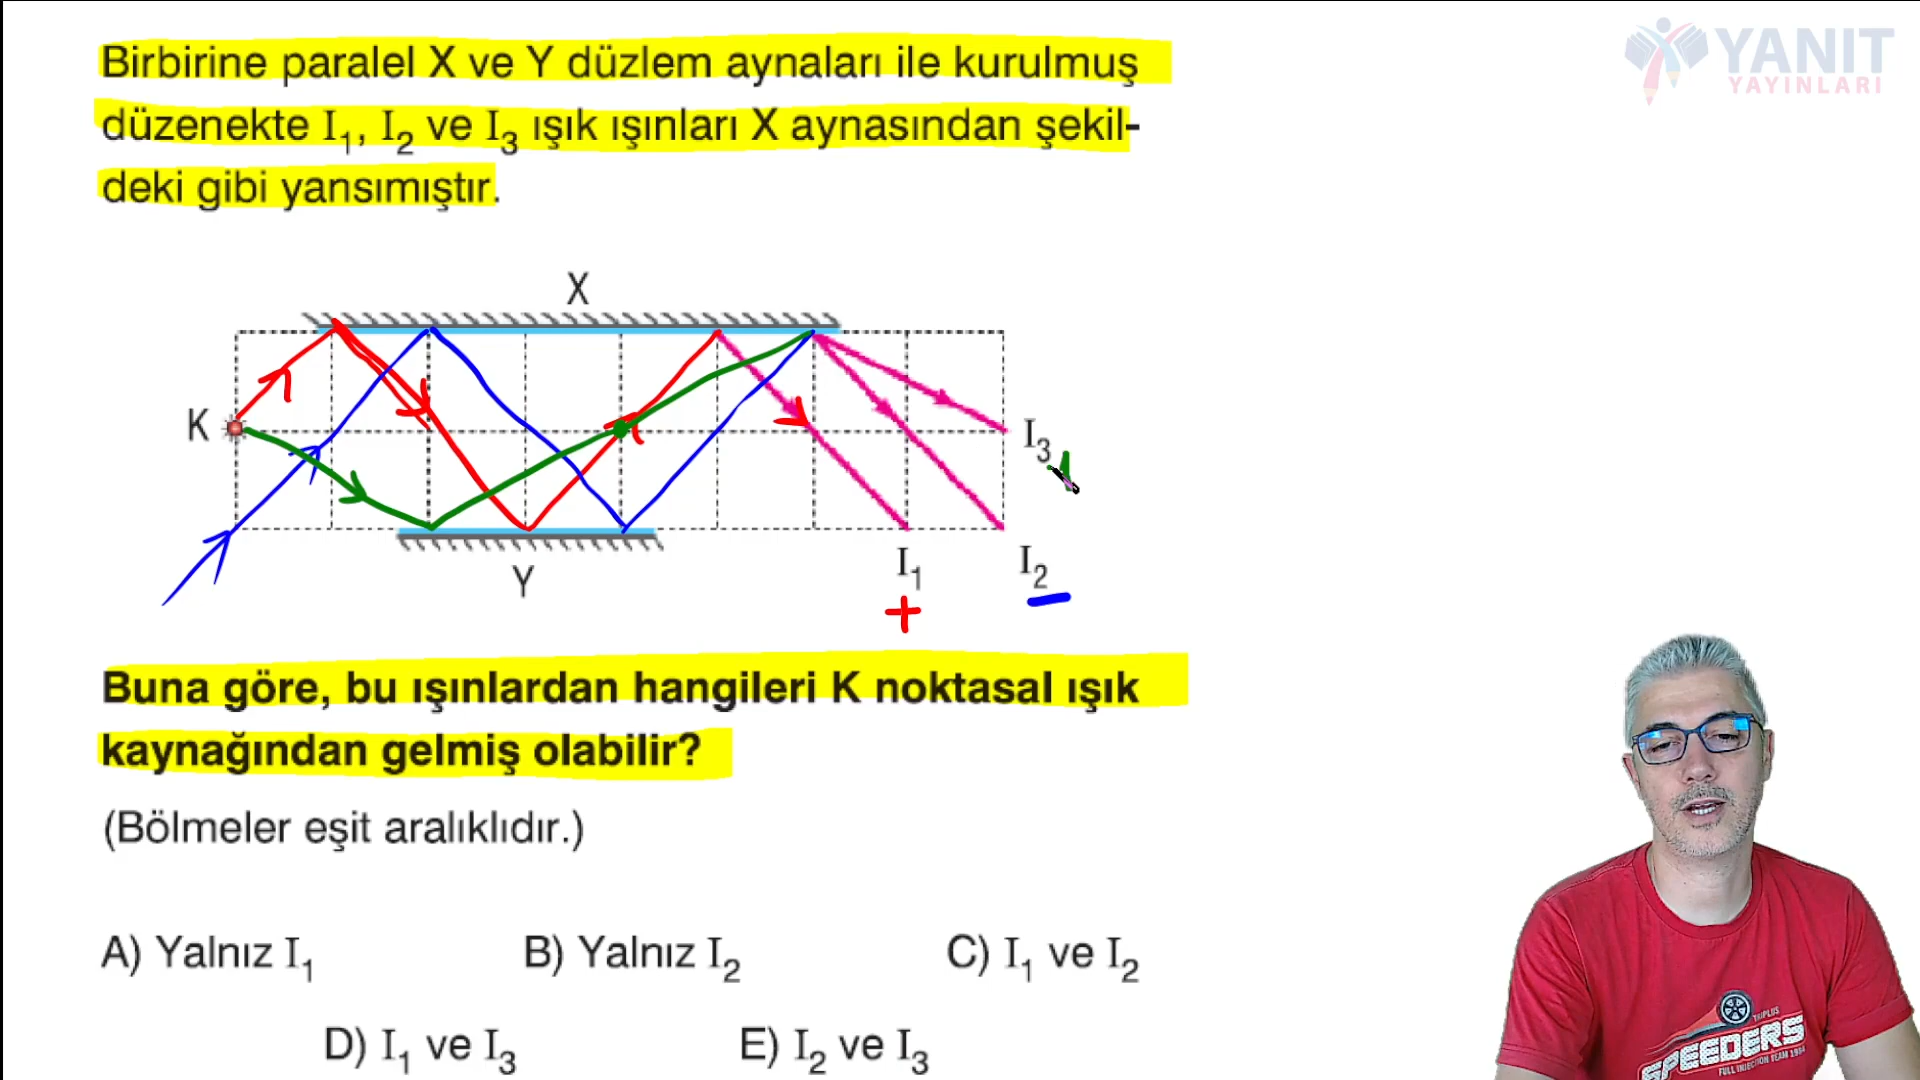 YANIT
YAYINLARI
Birbirine paralel X ve Y düzlem aynaları ile kurulmuş
düzenekte I₁, I₂ ve I₃ ışık ışınları X aynasından şekil-
deki gibi yansımıştır.
X
K
I₃
Y
I₁
I₂
Buna göre, bu ışınlardan hangileri K noktasal ışık
kaynağından gelmiş olabilir?
(Bölmeler eşit aralıklıdır.)
A) Yalnız I₁ B) Yalnız I₂ C) I₁ ve I₂
D) I₁ ve I₃ E) I₂ ve I₃
TRIPLUS
SPEEDERS